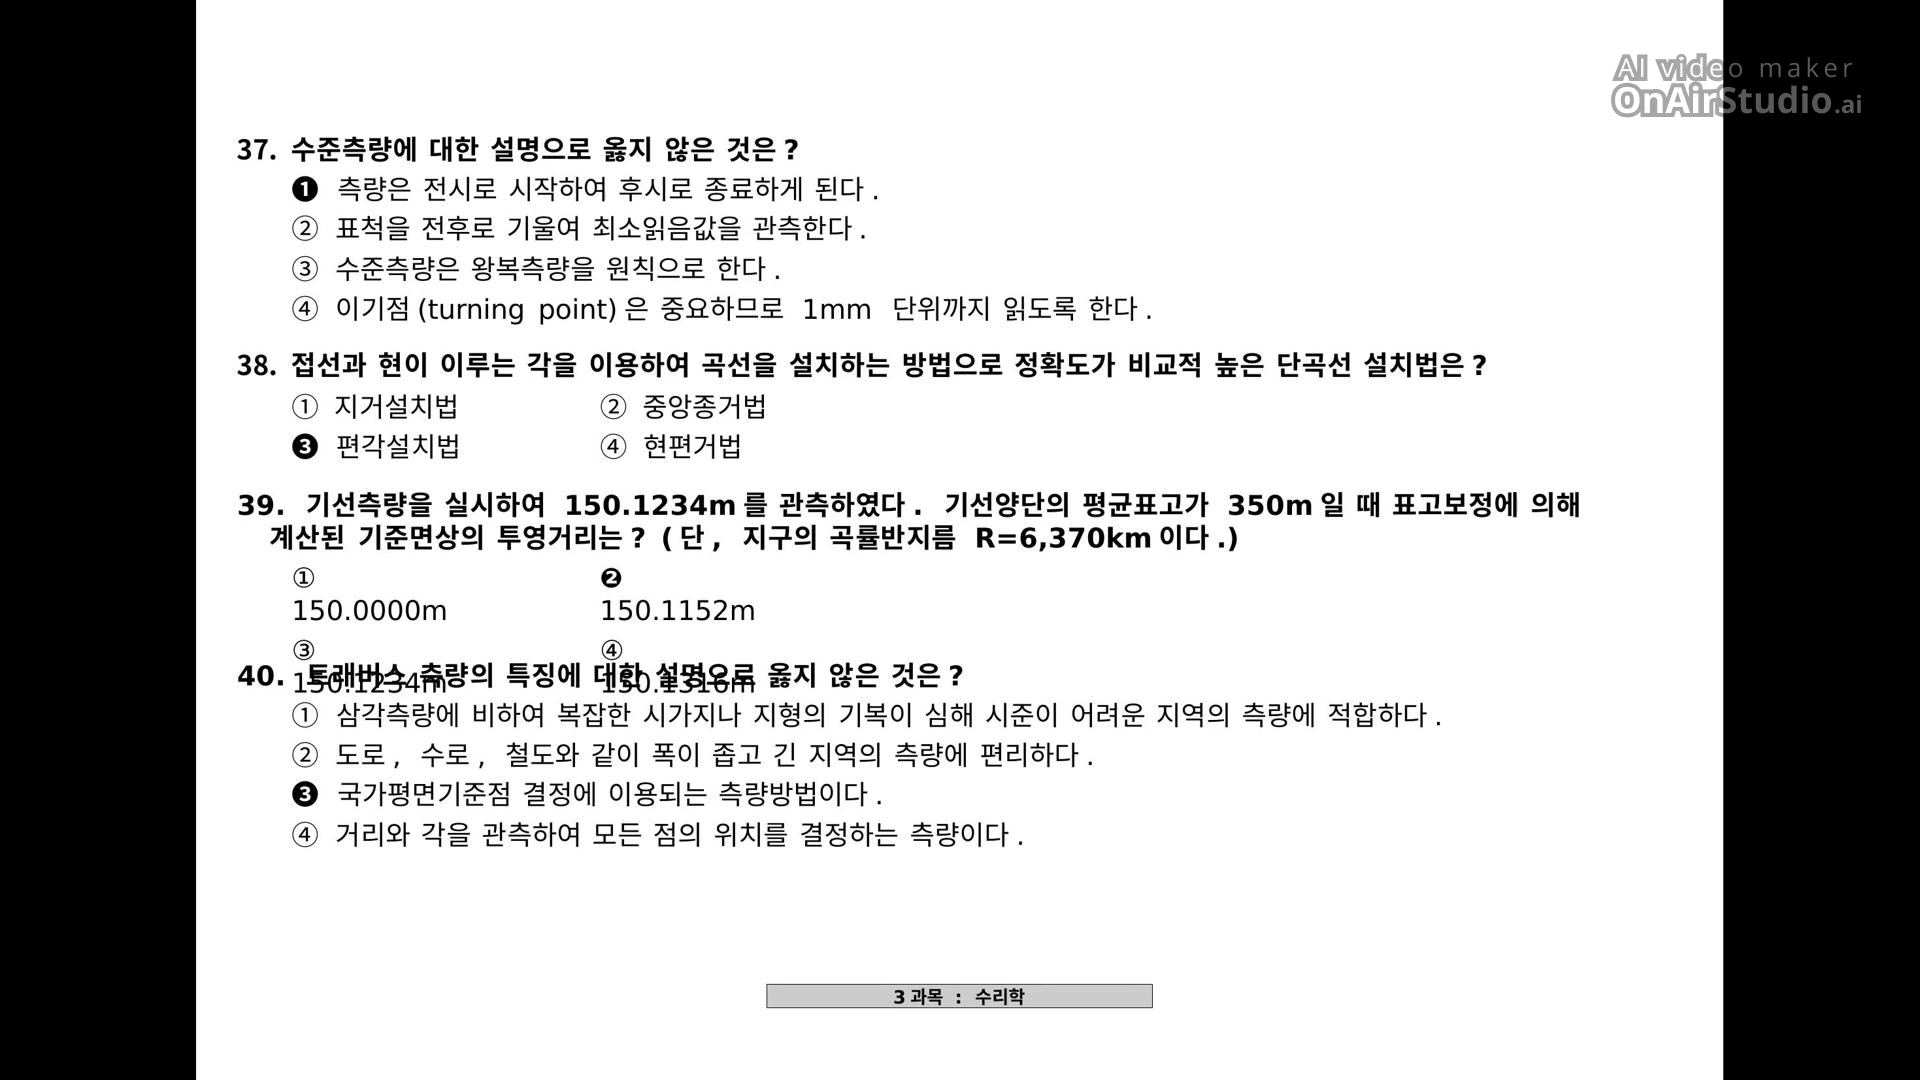 AI video maker
OnAirStudio.ai
37. 수준측량에 대한 설명으로 옳지 않은 것은?
❶ 측량은 전시로 시작하여 후시로 종료하게 된다.
② 표척을 전후로 기울여 최소읽음값을 관측한다.
③ 수준측량은 왕복측량을 원칙으로 한다.
④ 이기점(turning point)은 중요하므로 1mm 단위까지 읽도록 한다.
38. 접선과 현이 이루는 각을 이용하여 곡선을 설치하는 방법으로 정확도가 비교적 높은 단곡선 설치법은?
① 지거설치법 ② 중앙종거법
❸ 편각설치법 ④ 현편거법
39. 기선측량을 실시하여 150.1234m를 관측하였다. 기선양단의 평균표고가 350m일 때 표고보정에 의해
계산된 기준면상의 투영거리는? (단, 지구의 곡률반지름 R=6,370km이다.)
① ❷
150.0000m 150.1152m
③ ④
150.1234m 150.1316m
40. 트래버스 측량의 특징에 대한 설명으로 옳지 않은 것은?
① 삼각측량에 비하여 복잡한 시가지나 지형의 기복이 심해 시준이 어려운 지역의 측량에 적합하다.
② 도로, 수로, 철도와 같이 폭이 좁고 긴 지역의 측량에 편리하다.
❸ 국가평면기준점 결정에 이용되는 측량방법이다.
④ 거리와 각을 관측하여 모든 점의 위치를 결정하는 측량이다.
3과목 : 수리학